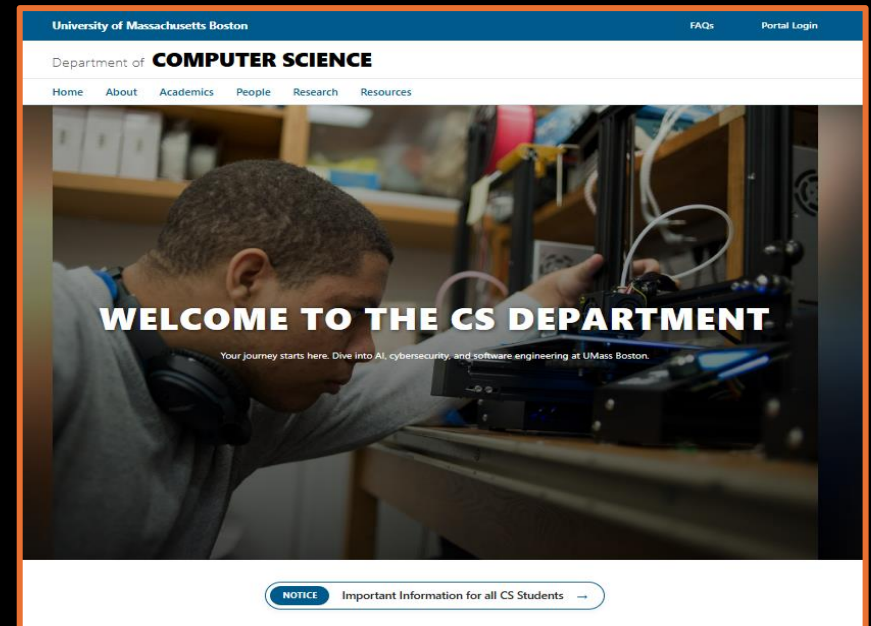 University of Massachusetts Boston FAQs Portal Login
Department of COMPUTER SCIENCE
Home About Academics People Research Resources
WELCOME TO THE CS DEPARTMENT
Your journey starts here. Dive into AI, cybersecurity, and software engineering at UMass Boston.
NOTICE Important Information for all CS Students →